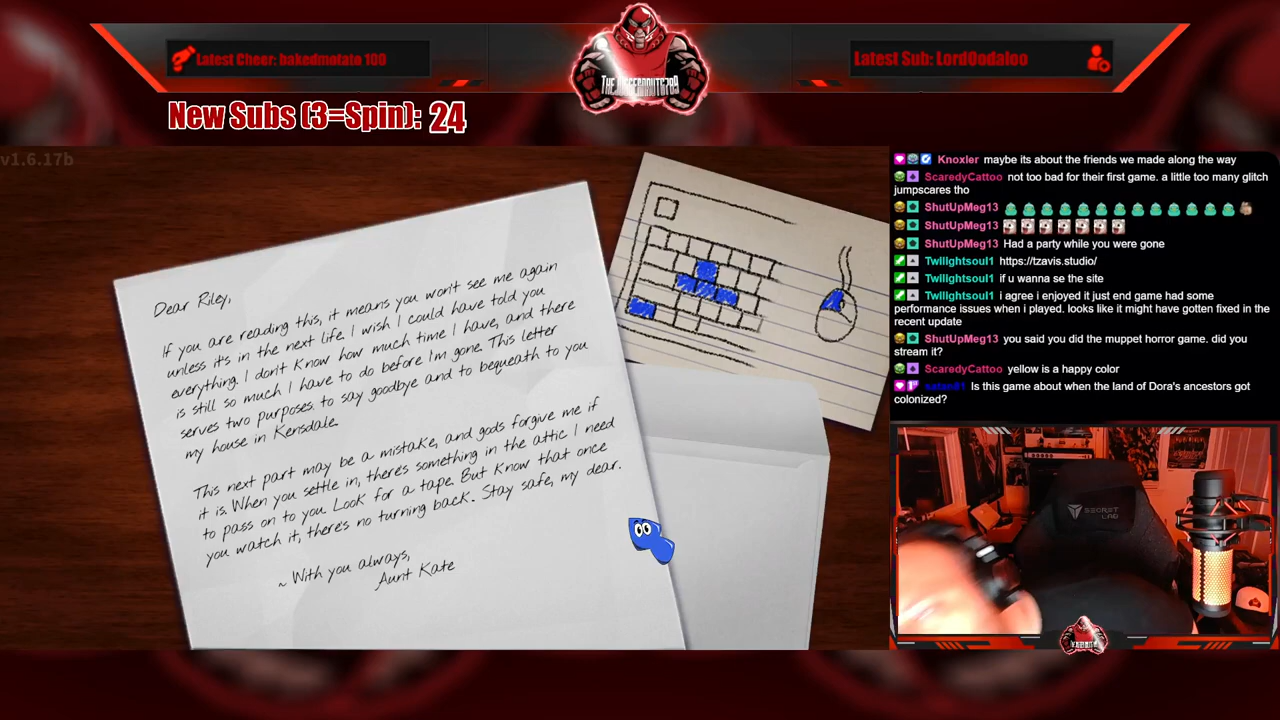 Latest Cheer: bakedmotato 100
THEJUGGERNAUT6789
Latest Sub: LordOodaloo
New Subs (3=Spin): 24
v1.6.17b
Dear Riley,
If you are reading this, it means you won't see me again
unless it's in the next life. I wish I could have told you
everything. I don't know how much time I have, and there
is still so much I have to do before I'm gone. This letter
serves two purposes: to say goodbye and to bequeath to you
my house in Kensdale.
This next part may be a mistake, and gods forgive me if
it is. When you settle in, there's something in the attic I need
to pass on to you. Look for a tape. But know that once
you watch it, there's no turning back. Stay safe, my dear.
~ With you always,
Aunt Kate
Knoxler maybe its about the friends we made along the way
ScaredyCattoo not too bad for their first game. a little too many glitch
jumpscares tho
ShutUpMeg13
ShutUpMeg13
ShutUpMeg13 Had a party while you were gone
Twilightsoul1 https://tzavis.studio/
Twilightsoul1 if u wanna se the site
Twilightsoul1 i agree i enjoyed it just end game had some
performance issues when i played. looks like it might have gotten fixed in the
recent update
ShutUpMeg13 you said you did the muppet horror game. did you
stream it?
ScaredyCattoo yellow is a happy color
Is this game about when the land of Dora's ancestors got
colonized?
SECRET
LAB